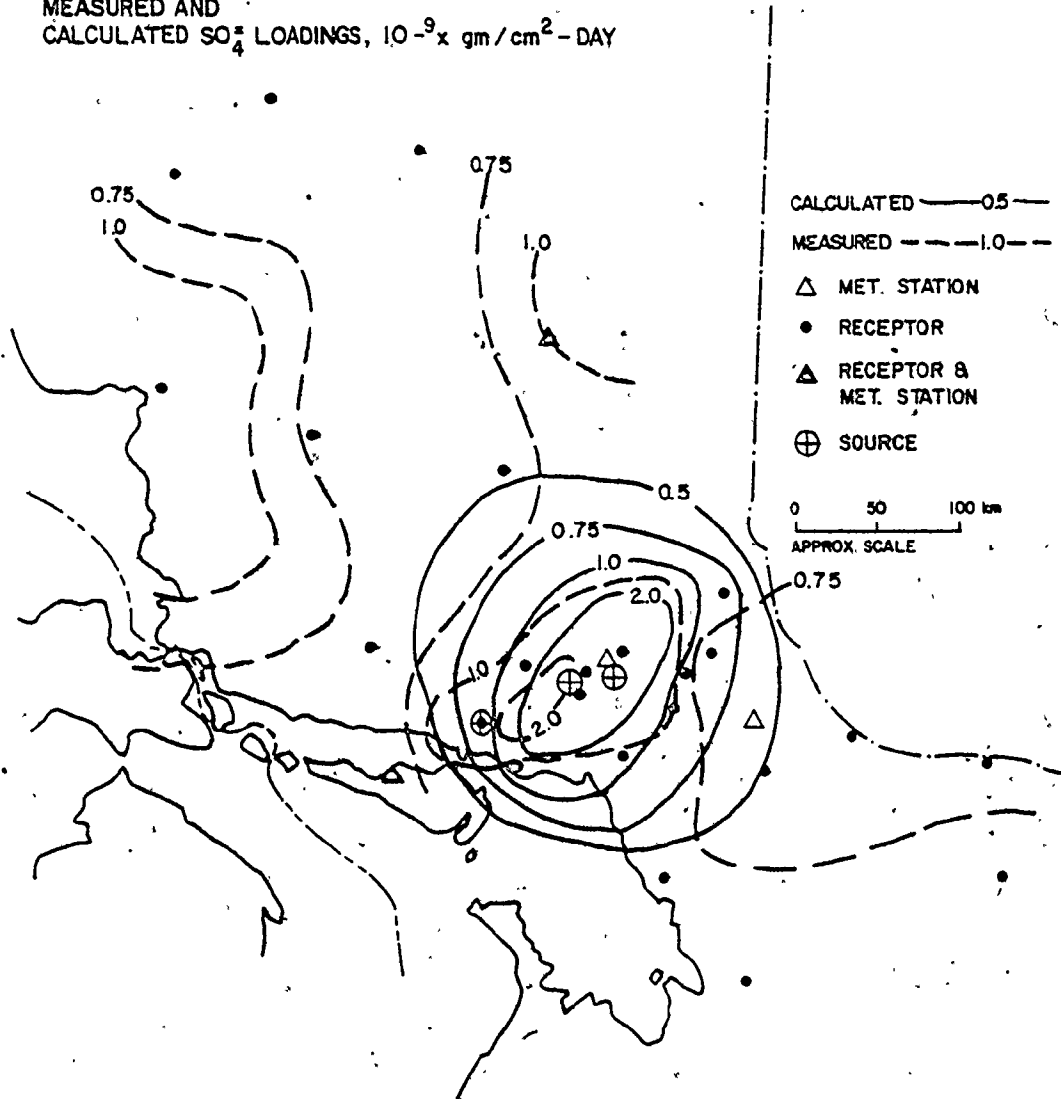 MEASURED AND
CALCULATED SO₄⁼ LOADINGS, 10⁻⁹x gm/cm² - DAY
0.75
0.75
1.0
1.0
CALCULATED 0.5
MEASURED 1.0
MET. STATION
RECEPTOR
RECEPTOR &
MET. STATION
SOURCE
0 50 100 km
APPROX. SCALE
0.5
0.75
1.0
0.75
2.0
1.0
2.0